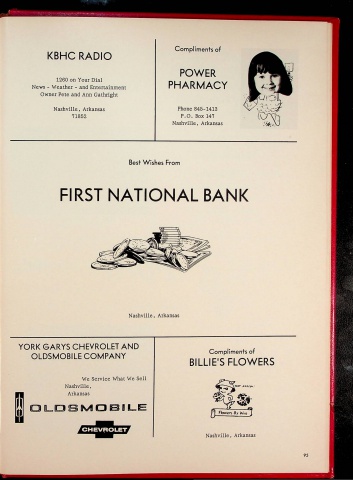 KBHC RADIO
1260 on Your Dial
News - Weather - and Entertainment
Owner Pete and Ann Gathright
Nashville, Arkansas
71852
Compliments of
POWER
PHARMACY
Phone 845-1413
P.O. Box 147
Nashville, Arkansas
Best Wishes From
FIRST NATIONAL BANK
Nashville, Arkansas
YORK GARYS CHEVROLET AND
OLDSMOBILE COMPANY
We Service What We Sell
Nashville,
Arkansas
OLDSMOBILE
CHEVROLET
Compliments of
BILLIE'S FLOWERS
Flowers By Wire
Nashville, Arkansas
95